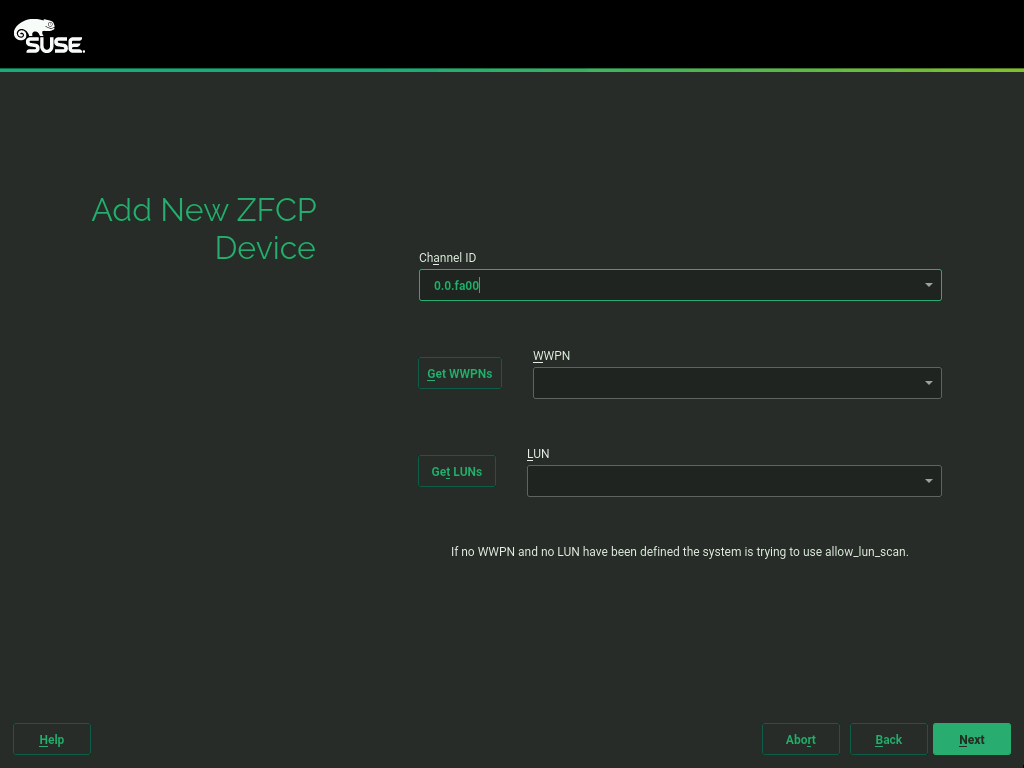 SUSE.
Add New ZFCP
Device
Channel ID
0.0.fa00
Get WWPNs
WWPN
Get LUNs
LUN
If no WWPN and no LUN have been defined the system is trying to use allow_lun_scan.
Help
Abort
Back
Next